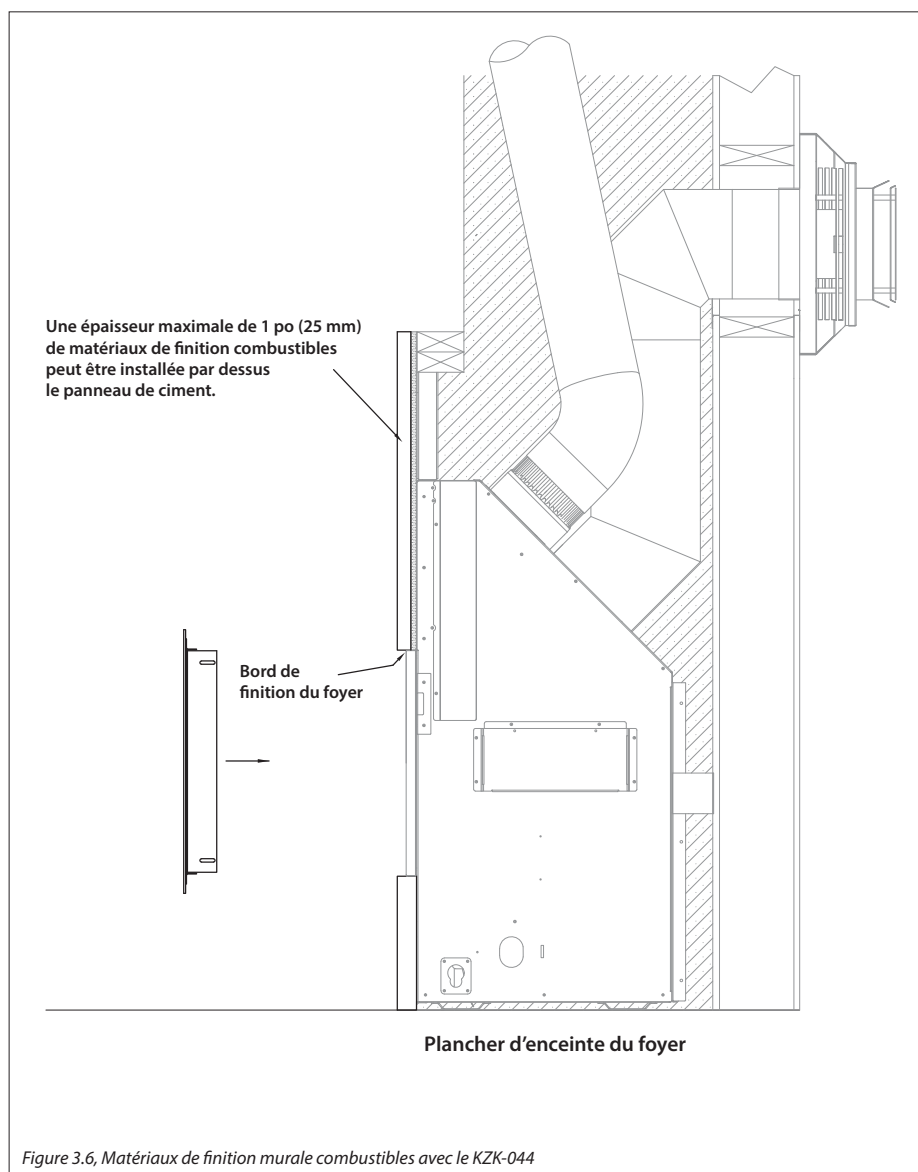 Une épaisseur maximale de 1 po (25 mm)
de matériaux de finition combustibles
peut être installée par dessus
le panneau de ciment.
Bord de
finition du foyer
Plancher d'enceinte du foyer
Figure 3.6, Matériaux de finition murale combustibles avec le KZK-044